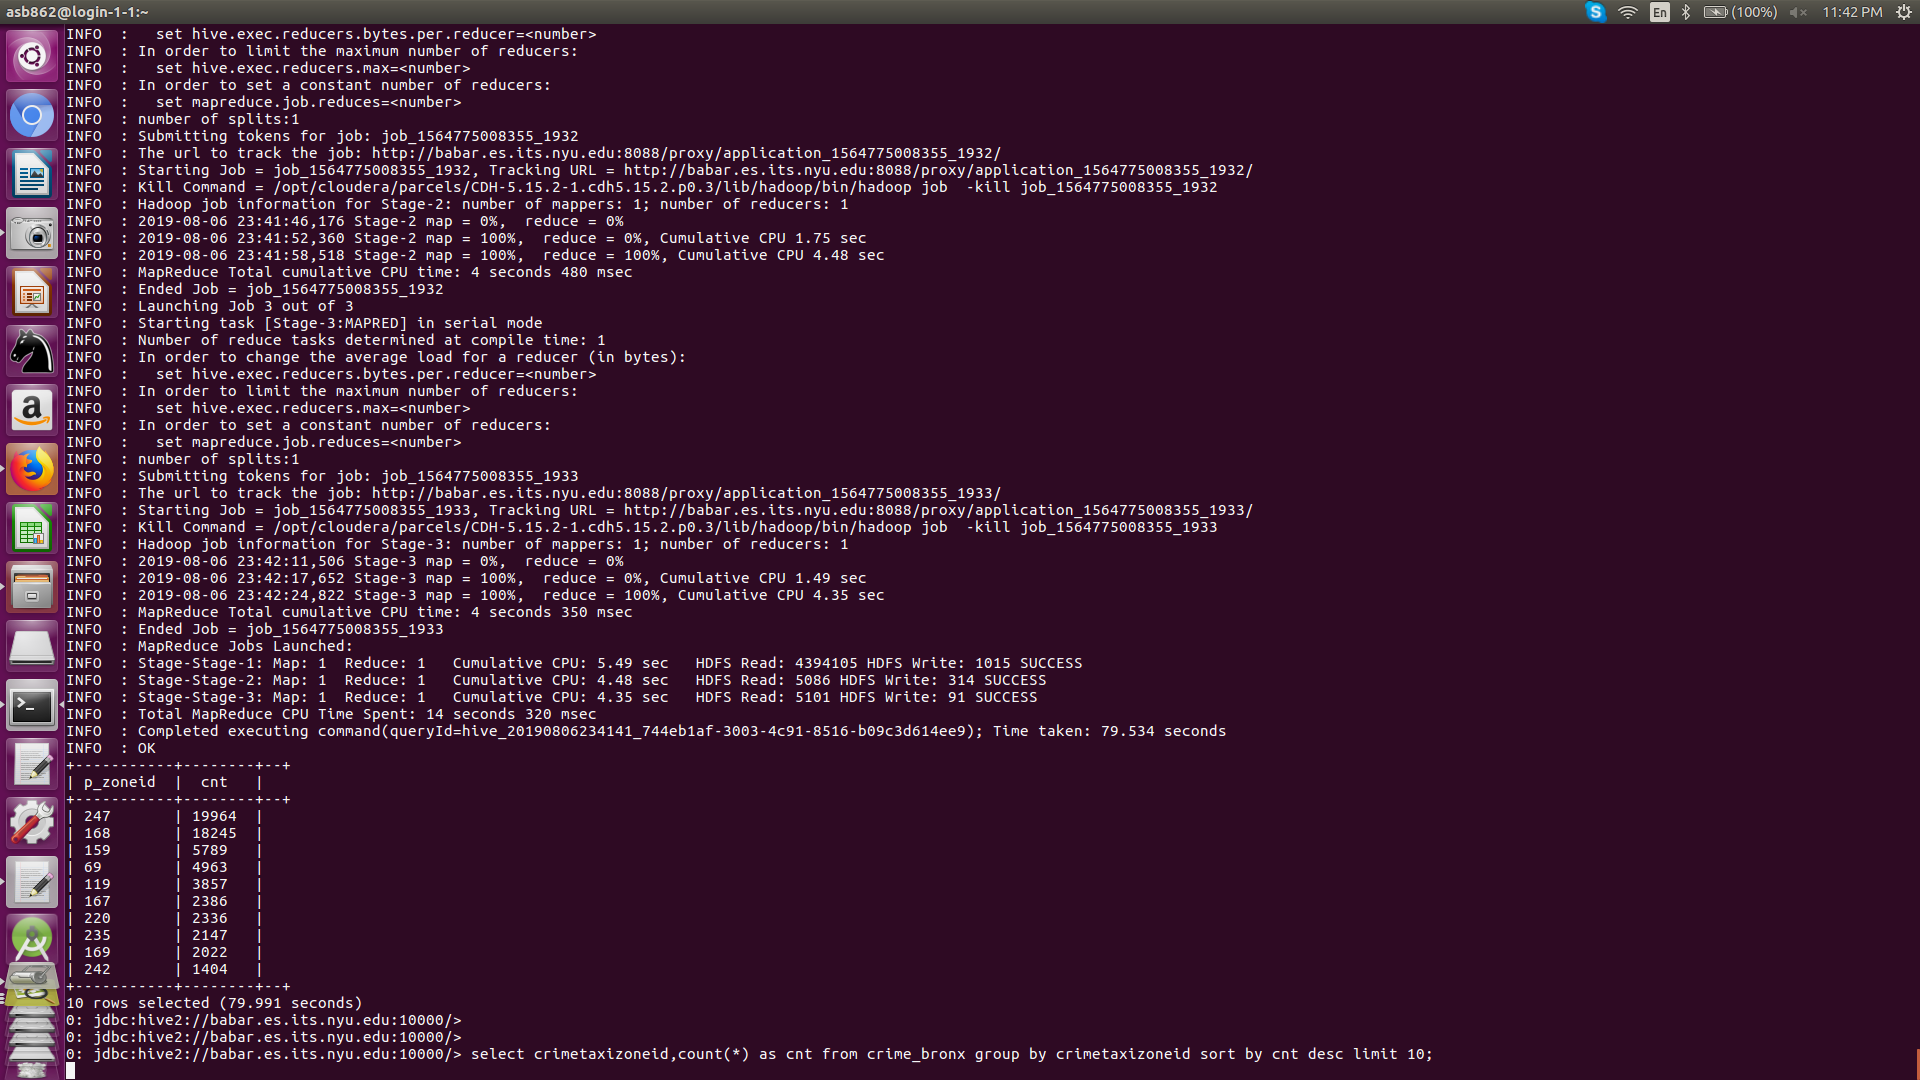 asb862@login-1-1:~ En (100%) 11:42 PM
INFO  :   set hive.exec.reducers.bytes.per.reducer=<number>
INFO  : In order to limit the maximum number of reducers:
INFO  :   set hive.exec.reducers.max=<number>
INFO  : In order to set a constant number of reducers:
INFO  :   set mapreduce.job.reduces=<number>
INFO  : number of splits:1
INFO  : Submitting tokens for job: job_1564775008355_1932
INFO  : The url to track the job: http://babar.es.its.nyu.edu:8088/proxy/application_1564775008355_1932/
INFO  : Starting Job = job_1564775008355_1932, Tracking URL = http://babar.es.its.nyu.edu:8088/proxy/application_1564775008355_1932/
INFO  : Kill Command = /opt/cloudera/parcels/CDH-5.15.2-1.cdh5.15.2.p0.3/lib/hadoop/bin/hadoop job  -kill job_1564775008355_1932
INFO  : Hadoop job information for Stage-2: number of mappers: 1; number of reducers: 1
INFO  : 2019-08-06 23:41:46,176 Stage-2 map = 0%,  reduce = 0%
INFO  : 2019-08-06 23:41:52,360 Stage-2 map = 100%,  reduce = 0%, Cumulative CPU 1.75 sec
INFO  : 2019-08-06 23:41:58,518 Stage-2 map = 100%,  reduce = 100%, Cumulative CPU 4.48 sec
INFO  : MapReduce Total cumulative CPU time: 4 seconds 480 msec
INFO  : Ended Job = job_1564775008355_1932
INFO  : Launching Job 3 out of 3
INFO  : Starting task [Stage-3:MAPRED] in serial mode
INFO  : Number of reduce tasks determined at compile time: 1
INFO  : In order to change the average load for a reducer (in bytes):
INFO  :   set hive.exec.reducers.bytes.per.reducer=<number>
INFO  : In order to limit the maximum number of reducers:
INFO  :   set hive.exec.reducers.max=<number>
INFO  : In order to set a constant number of reducers:
INFO  :   set mapreduce.job.reduces=<number>
INFO  : number of splits:1
INFO  : Submitting tokens for job: job_1564775008355_1933
INFO  : The url to track the job: http://babar.es.its.nyu.edu:8088/proxy/application_1564775008355_1933/
INFO  : Starting Job = job_1564775008355_1933, Tracking URL = http://babar.es.its.nyu.edu:8088/proxy/application_1564775008355_1933/
INFO  : Kill Command = /opt/cloudera/parcels/CDH-5.15.2-1.cdh5.15.2.p0.3/lib/hadoop/bin/hadoop job  -kill job_1564775008355_1933
INFO  : Hadoop job information for Stage-3: number of mappers: 1; number of reducers: 1
INFO  : 2019-08-06 23:42:11,506 Stage-3 map = 0%,  reduce = 0%
INFO  : 2019-08-06 23:42:17,652 Stage-3 map = 100%,  reduce = 0%, Cumulative CPU 1.49 sec
INFO  : 2019-08-06 23:42:24,822 Stage-3 map = 100%,  reduce = 100%, Cumulative CPU 4.35 sec
INFO  : MapReduce Total cumulative CPU time: 4 seconds 350 msec
INFO  : Ended Job = job_1564775008355_1933
INFO  : MapReduce Jobs Launched:
INFO  : Stage-Stage-1: Map: 1  Reduce: 1   Cumulative CPU: 5.49 sec   HDFS Read: 4394105 HDFS Write: 1015 SUCCESS
INFO  : Stage-Stage-2: Map: 1  Reduce: 1   Cumulative CPU: 4.48 sec   HDFS Read: 5086 HDFS Write: 314 SUCCESS
INFO  : Stage-Stage-3: Map: 1  Reduce: 1   Cumulative CPU: 4.35 sec   HDFS Read: 5101 HDFS Write: 91 SUCCESS
INFO  : Total MapReduce CPU Time Spent: 14 seconds 320 msec
INFO  : Completed executing command(queryId=hive_20190806234141_744eb1af-3003-4c91-8516-b09c3d614ee9); Time taken: 79.534 seconds
INFO  : OK
+-----------+--------+--+
| p_zoneid  |  cnt   |
+-----------+--------+--+
| 247       | 19964  |
| 168       | 18245  |
| 159       | 5789   |
| 69        | 4963   |
| 119       | 3857   |
| 167       | 2386   |
| 220       | 2336   |
| 235       | 2147   |
| 169       | 2022   |
| 242       | 1404   |
+-----------+--------+--+
10 rows selected (79.991 seconds)
0: jdbc:hive2://babar.es.its.nyu.edu:10000/>
0: jdbc:hive2://babar.es.its.nyu.edu:10000/>
0: jdbc:hive2://babar.es.its.nyu.edu:10000/> select crimetaxizoneid,count(*) as cnt from crime_bronx group by crimetaxizoneid sort by cnt desc limit 10;